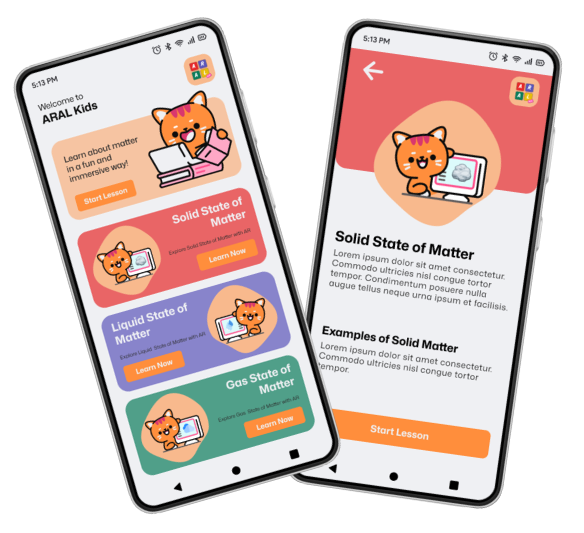 5:13 PM
Welcome to
ARAL Kids
Learn about matter
in a fun and
immersive way!
Start Lesson
Solid State of
Matter
Explore Solid State of Matter with AR
Learn Now
Liquid State of
Matter
Explore Liquid State of Matter with AR
Learn Now
Gas State of
Matter
Explore Gas State of Matter with AR
Learn Now
5:13 PM
Solid State of Matter
Lorem ipsum dolor sit amet consectetur.
Commodo ultricies nisl congue tortor
tempor. Condimentum posuere nulla
augue tellus neque urna ipsum et facilisis.
Examples of Solid Matter
Lorem ipsum dolor sit amet consectetur.
Commodo ultricies nisl congue tortor
tempor.
Start Lesson